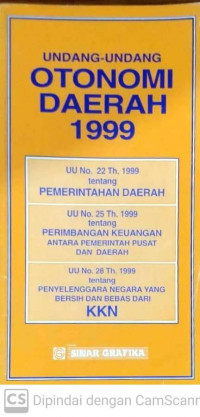 UNDANG-UNDANG
OTONOMI
DAERAH
1999
UU No. 22 Th. 1999
tentang
PEMERINTAHAN DAERAH
UU No. 25 Th. 1999
tentang
PERIMBANGAN KEUANGAN
ANTARA PEMERINTAH PUSAT
DAN DAERAH
UU No. 28 Th. 1999
tentang
PENYELENGGARA NEGARA YANG
BERSIH DAN BEBAS DARI
KKN
SINAR GRAFIKA
CS Dipindai dengan CamScann